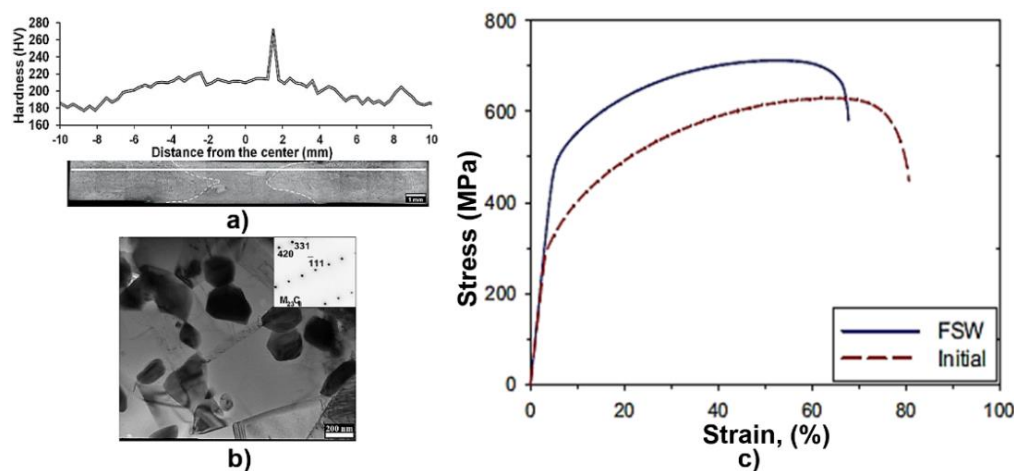 280
260
240
220
200
180
160
Hardness (HV)
-10 -8 -6 -4 -2 0 2 4 6 8 10
Distance from the center (mm)
1 mm
a)
331
420
111
M23C6
200 nm
b)
800
600
400
200
0
Stress (MPa)
FSW
Initial
0 20 40 60 80 100
Strain, (%)
c)